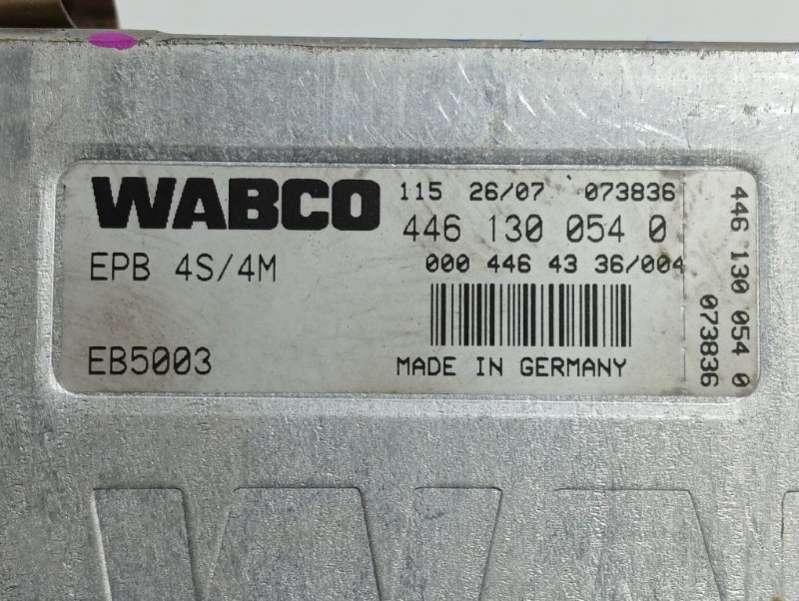 WABCO
115 26/07 073836
446 130 054 0
EPB 4S/4M
000 446 43 36/004
EB5003
MADE IN GERMANY
446 130 054 0
073836